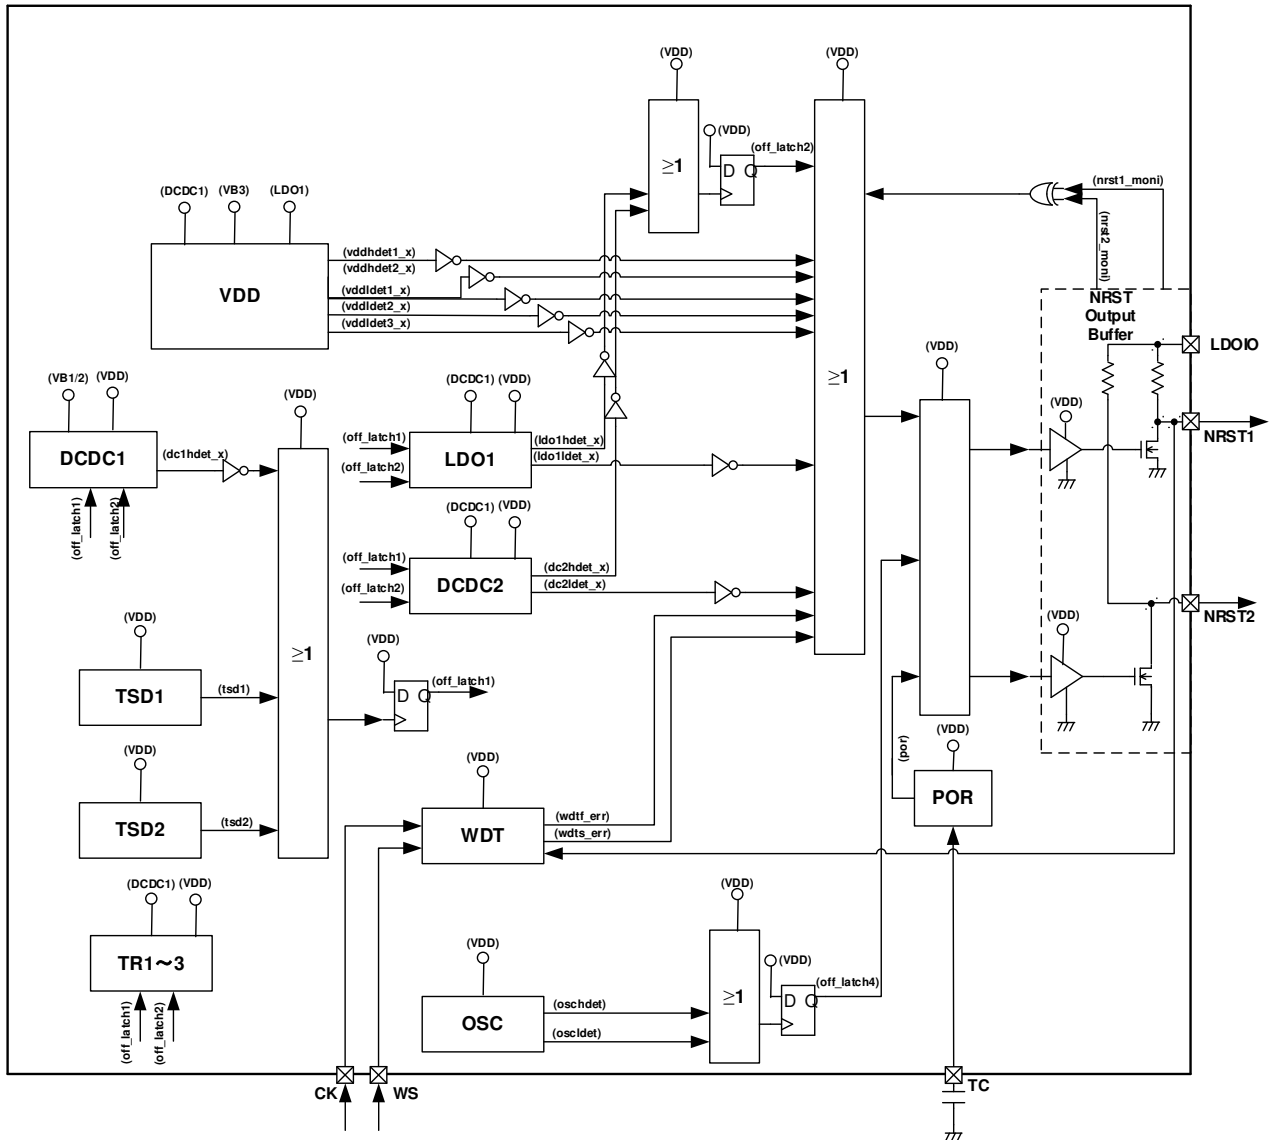 (VDD)
(VDD)
(VDD)
≥1
D Q
(off_latch2)
(nrst1_moni)
(nrst2_moni)
(DCDC1)
(VB3)
(LDO1)
VDD
(vddhdet1_x)
(vddhdet2_x)
(vddldet1_x)
(vddldet2_x)
(vddldet3_x)
≥1
NRST
Output
Buffer
LDOIO
(VDD)
(VDD)
NRST1
(VB1/2)
(VDD)
DCDC1
(dc1hdet_x)
(off_latch1)
(off_latch2)
(VDD)
(DCDC1)
(VDD)
(off_latch1)
(off_latch2)
LDO1
(ldo1hdet_x)
(ldo1ldet_x)
(DCDC1)
(VDD)
(off_latch1)
(off_latch2)
DCDC2
(dc2hdet_x)
(dc2ldet_x)
(VDD)
NRST2
(VDD)
TSD1
(tsd1)
≥1
(VDD)
D Q
(off_latch1)
(VDD)
TSD2
(tsd2)
(VDD)
WDT
(wdtf_err)
(wdts_err)
(por)
(VDD)
POR
(DCDC1)
(VDD)
TR1~3
(off_latch1)
(off_latch2)
(VDD)
OSC
(oschdet)
(oscldet)
(VDD)
≥1
(VDD)
D Q
(off_latch4)
CK
WS
TC